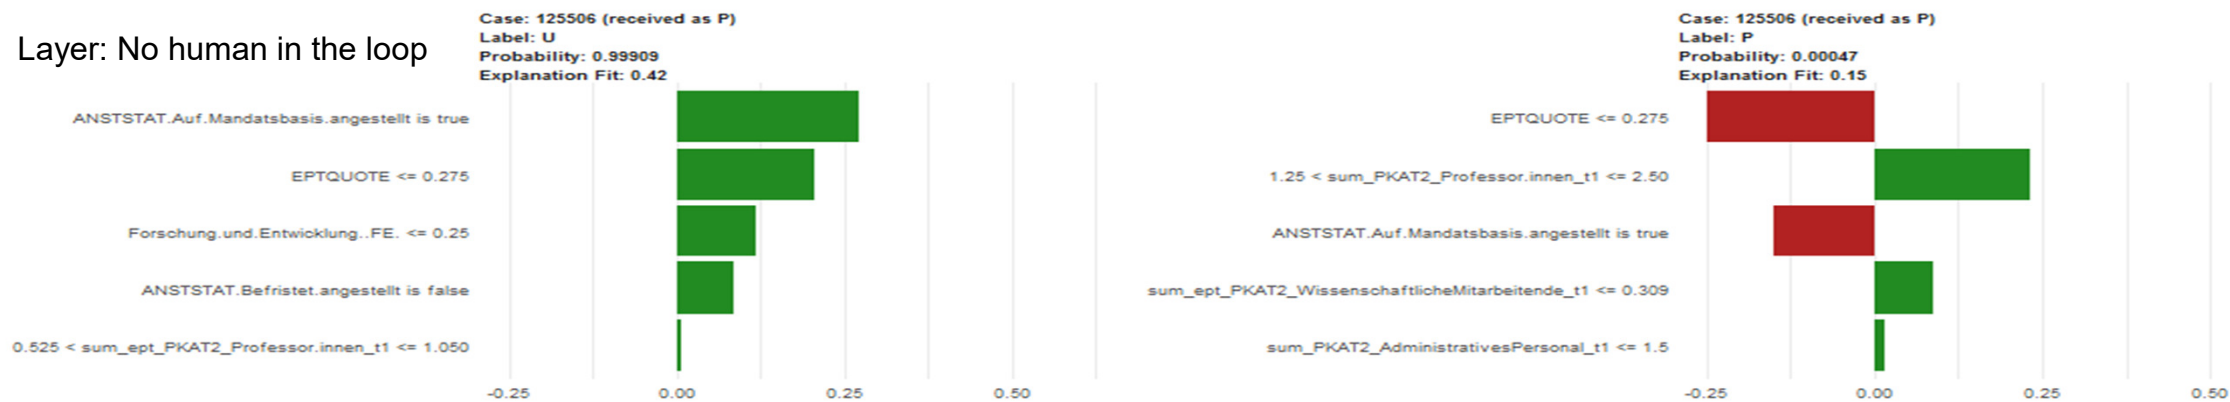 Layer: No human in the loop
Case: 125506 (received as P)
Label: U
Probability: 0.99909
Explanation Fit: 0.42
ANSTSTAT.Auf.Mandatsbasis.angestellt is true
EPTQUOTE <= 0.275
Forschung.und.Entwicklung..FE. <= 0.25
ANSTSTAT.Befristet.angestellt is false
0.525 < sum_ept_PKAT2_Professor.innen_t1 <= 1.050
-0.25 0.00 0.25 0.50
Case: 125506 (received as P)
Label: P
Probability: 0.00047
Explanation Fit: 0.15
EPTQUOTE <= 0.275
1.25 < sum_PKAT2_Professor.innen_t1 <= 2.50
ANSTSTAT.Auf.Mandatsbasis.angestellt is true
sum_ept_PKAT2_WissenschaftlicheMitarbeitende_t1 <= 0.309
sum_PKAT2_AdministrativesPersonal_t1 <= 1.5
-0.25 0.00 0.25 0.50